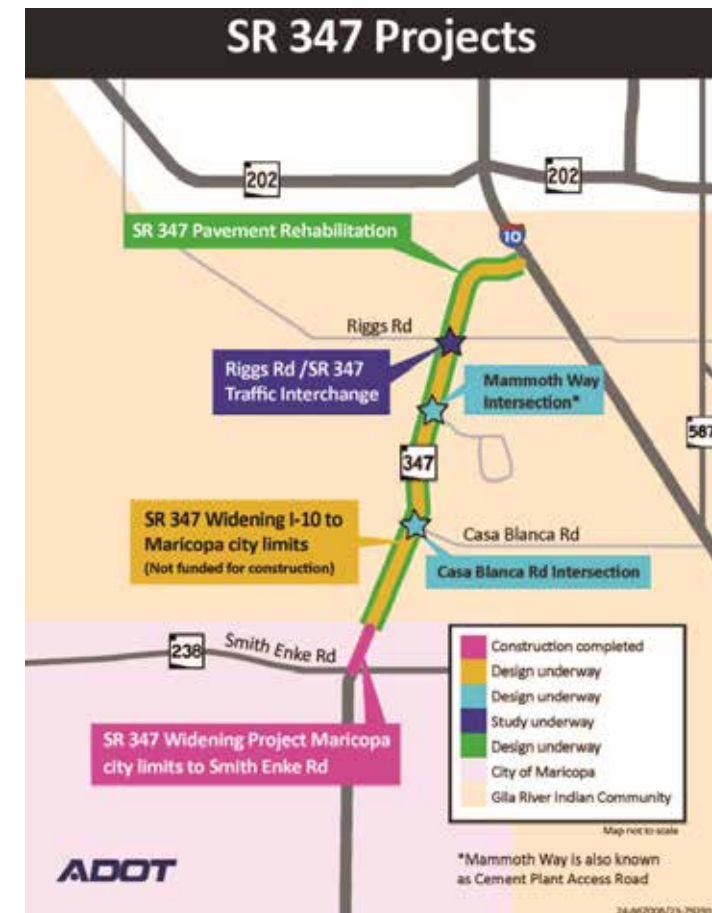 SR 347 Projects
202
202
SR 347 Pavement Rehabilitation
10
Riggs Rd
Riggs Rd /SR 347
Traffic Interchange
Mammoth Way
Intersection*
587
347
SR 347 Widening I-10 to
Maricopa city limits
(Not funded for construction)
Casa Blanca Rd
Casa Blanca Rd Intersection
238
Smith Enke Rd
Construction completed
Design underway
Design underway
Study underway
Design underway
City of Maricopa
Gila River Indian Community
SR 347 Widening Project Maricopa
city limits to Smith Enke Rd
Map not to scale
ADOT
*Mammoth Way is also known
as Cement Plant Access Road